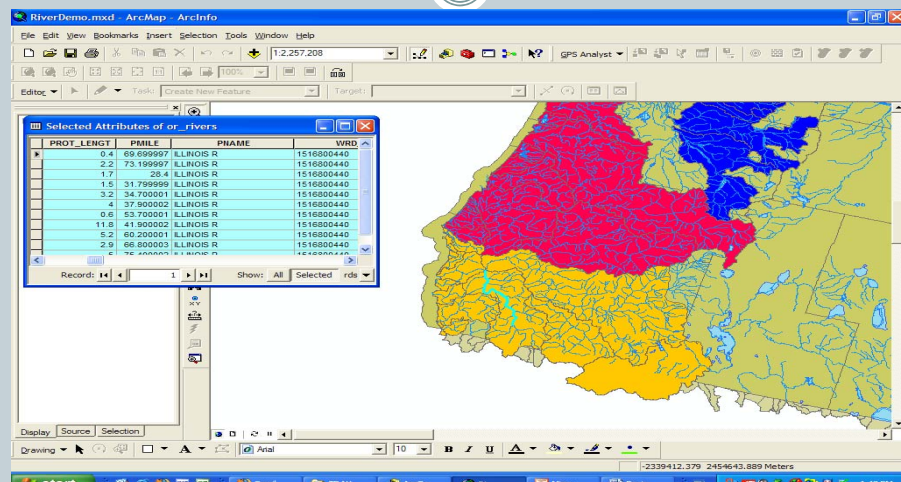 RiverDemo.mxd - ArcMap - ArcInfo
File Edit View Bookmarks Insert Selection Tools Window Help
1:2,257,208 GPS Analyst
100%
Editor Task: Create New Feature Target:
Selected Attributes of or_rivers
PROT_LENGT PMILE PNAME WRD
0.4 69.699997 ILLINOIS R 1516800440
2.2 73.199997 ILLINOIS R 1516800440
1.7 28.4 ILLINOIS R 1516800440
1.5 31.799999 ILLINOIS R 1516800440
3.2 34.700001 ILLINOIS R 1516800440
4 37.900002 ILLINOIS R 1516800440
0.6 53.700001 ILLINOIS R 1516800440
11.8 41.900002 ILLINOIS R 1516800440
5.2 60.200001 ILLINOIS R 1516800440
2.9 66.800003 ILLINOIS R 1516800440
Record: 1 Show: All Selected rds
Display Source Selection
Drawing A Arial 10 B I U A
-2339412.379 2454643.889 Meters